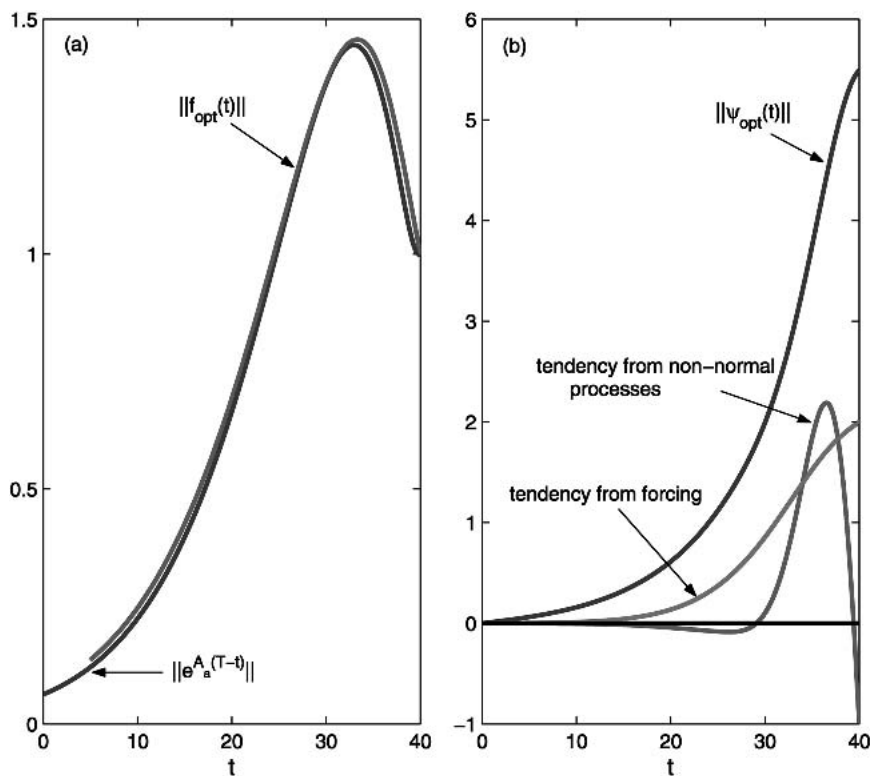 (a)
1.5
1
0.5
0
0
10
20
30
40
t
||f_opt(t)||
||e^{A_a(T−t)}||
(b)
6
5
4
3
2
1
0
−1
0
10
20
30
40
t
||ψ_opt(t)||
tendency from non−normal
processes
tendency from forcing